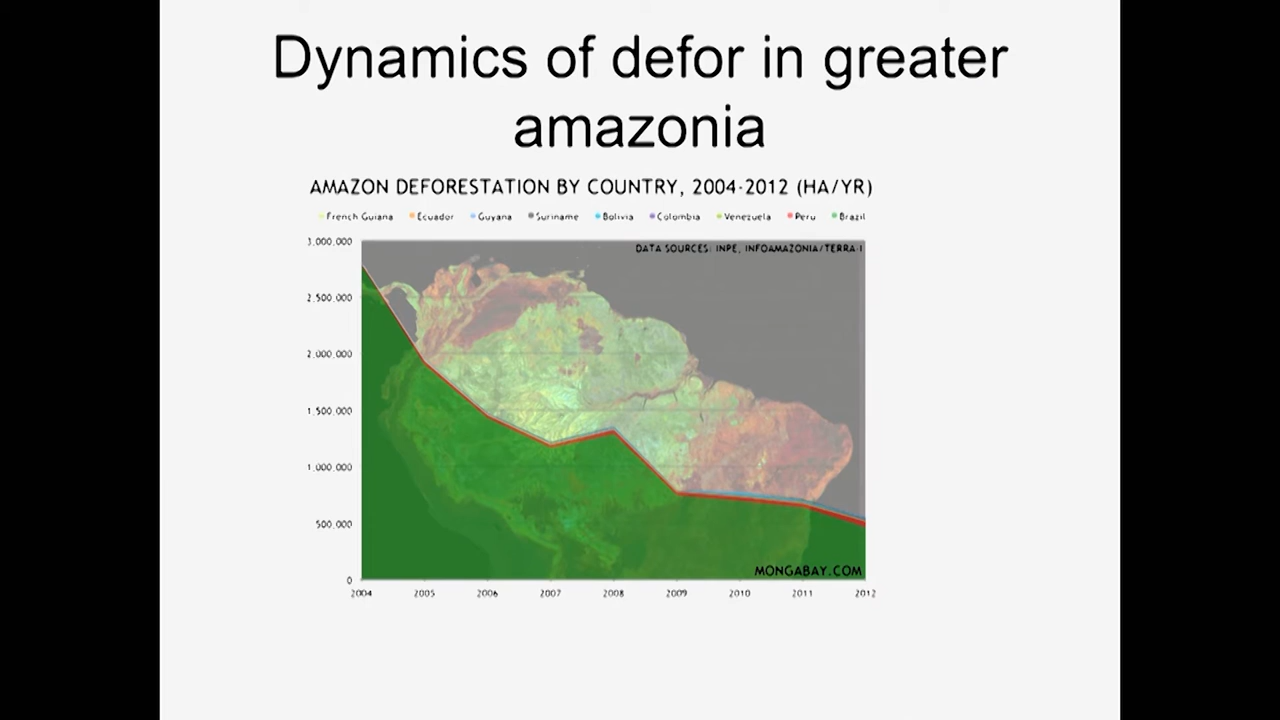 Dynamics of defor in greater
amazonia
AMAZON DEFORESTATION BY COUNTRY, 2004-2012 (HA/YR)
French Guiana Ecuador Guyana Suriname Bolivia Colombia Venezuela Peru Brazil
DATA SOURCES: INPE, INFOAMAZONIA/TERRA-I
3,000,000
2,500,000
2,000,000
1,500,000
1,000,000
500,000
0
MONGABAY.COM
2004 2005 2006 2007 2008 2009 2010 2011 2012